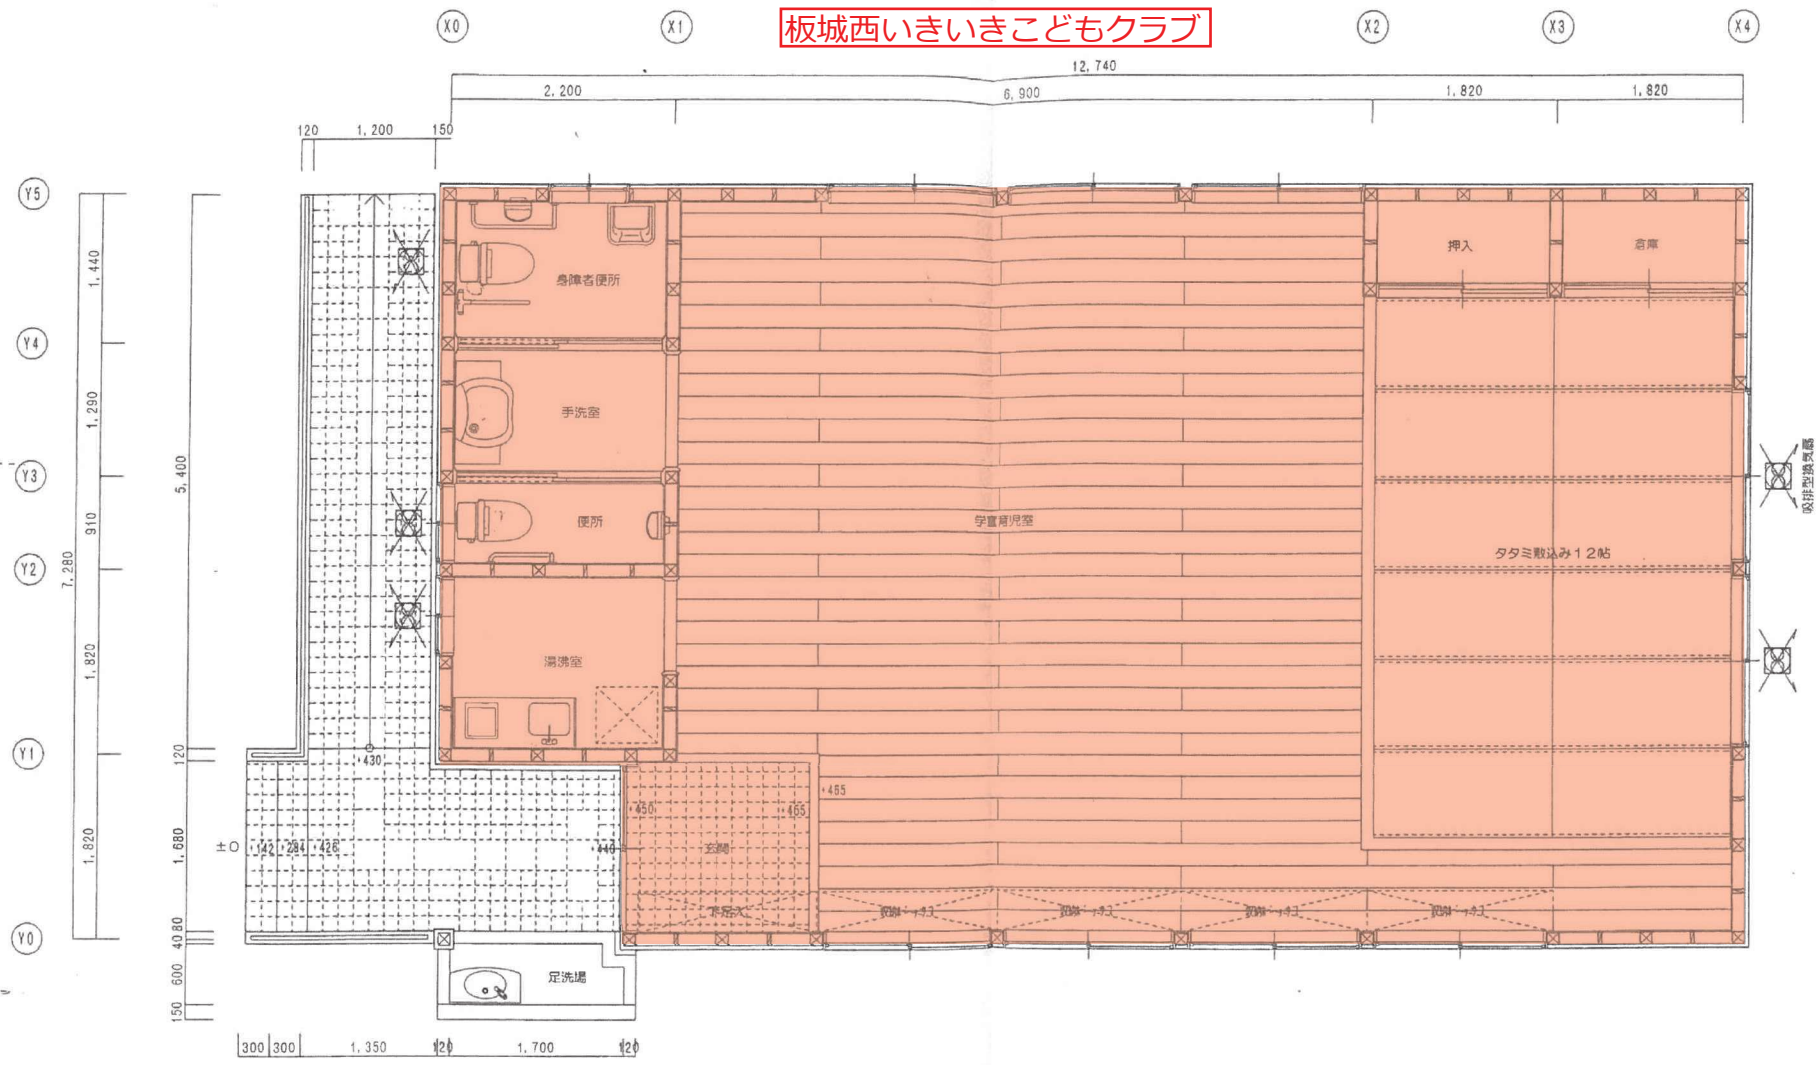 X0
X1
板城西いきいきこどもクラブ
X2
X3
X4
12,740
2,200
6,900
1,820
1,820
120
1,200
150
Y5
Y4
Y3
Y2
Y1
Y0
1,440
1,290
910
1,820
1,820
7,280
5,400
120
1,680
80
40
600
150
身障者便所
手洗室
便所
湯沸室
学童育児室
押入
倉庫
タタミ敷込み12帖
吸排型換気扇
+430
±0
+142
+284
+426
+440
+450
+465
+465
玄関
足洗場
300
300
1,350
120
1,700
120